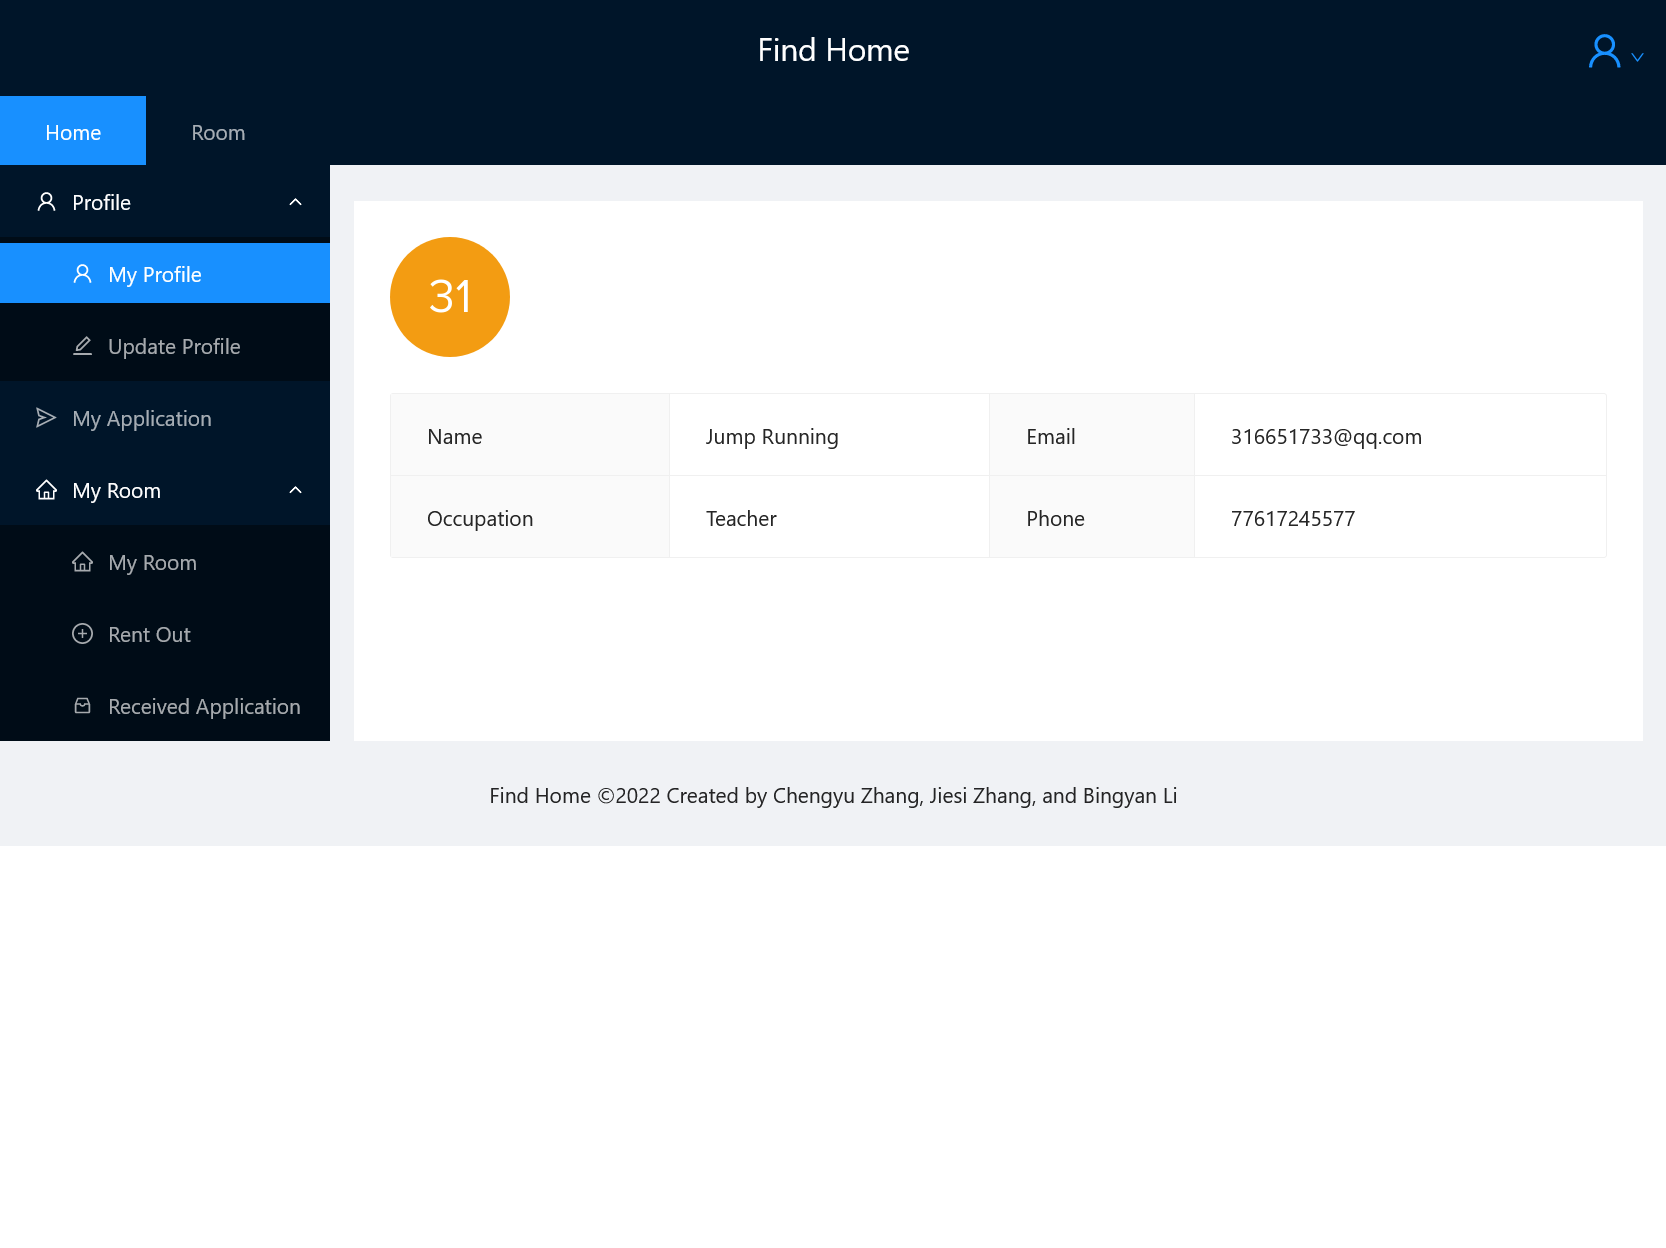 Find Home
Home Room
Profile
My Profile
Update Profile
My Application
My Room
My Room
Rent Out
Received Application
31
Name Jump Running Email 316651733@qq.com
Occupation Teacher Phone 77617245577
Find Home ©2022 Created by Chengyu Zhang, Jiesi Zhang, and Bingyan Li